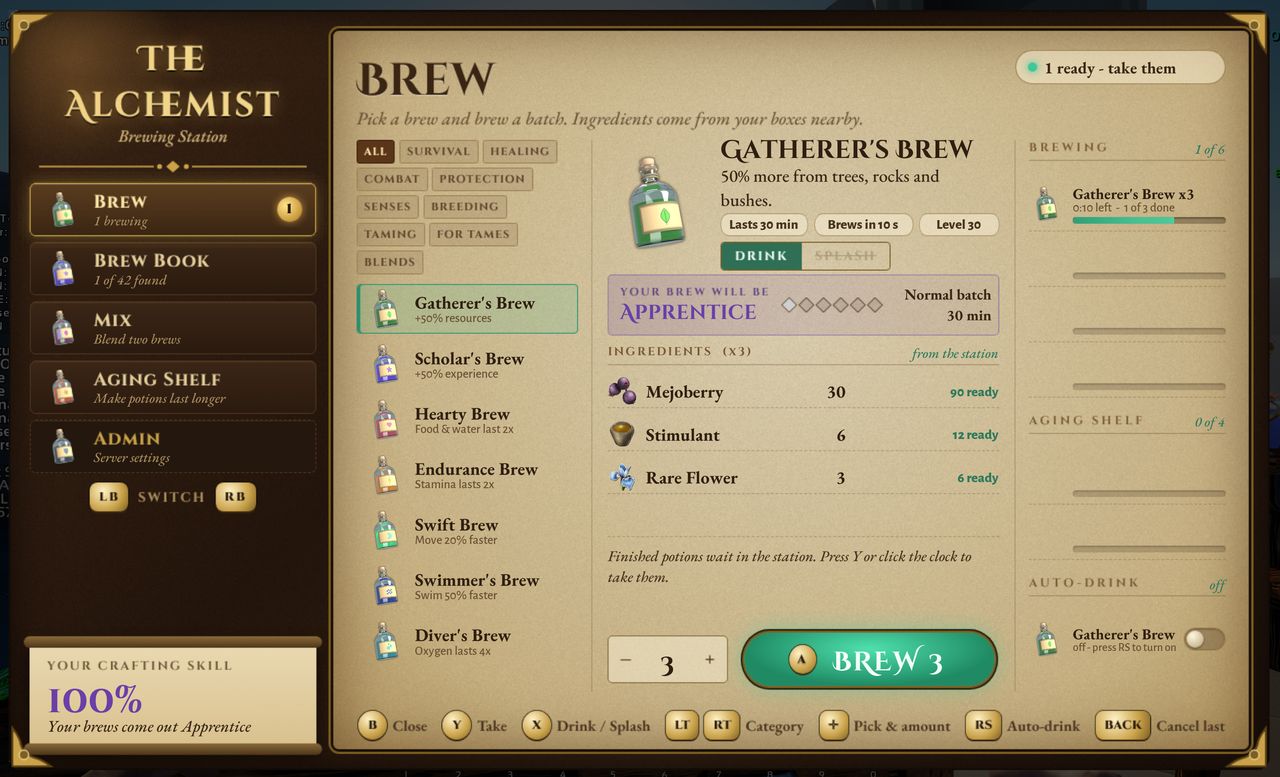 THE
ALCHEMIST
Brewing Station
BREW
1 brewing
1
BREW BOOK
1 of 42 found
MIX
Blend two brews
AGING SHELF
Make potions last longer
ADMIN
Server settings
LB SWITCH RB
YOUR CRAFTING SKILL
100%
Your brews come out Apprentice
BREW
Pick a brew and brew a batch. Ingredients come from your boxes nearby.
1 ready - take them
ALL SURVIVAL HEALING
COMBAT PROTECTION
SENSES BREEDING
TAMING FOR TAMES
BLENDS
Gatherer's Brew
+50% resources
Scholar's Brew
+50% experience
Hearty Brew
Food & water last 2x
Endurance Brew
Stamina lasts 2x
Swift Brew
Move 20% faster
Swimmer's Brew
Swim 50% faster
Diver's Brew
Oxygen lasts 4x
GATHERER'S BREW
50% more from trees, rocks and
bushes.
Lasts 30 min Brews in 10 s Level 30
DRINK SPLASH
YOUR BREW WILL BE
APPRENTICE
Normal batch
30 min
INGREDIENTS (X3) from the station
Mejoberry 30 90 ready
Stimulant 6 12 ready
Rare Flower 3 6 ready
Finished potions wait in the station. Press Y or click the clock to
take them.
− 3 +
A BREW 3
BREWING 1 of 6
Gatherer's Brew x3
0:10 left - 1 of 3 done
AGING SHELF 0 of 4
AUTO-DRINK off
Gatherer's Brew
off - press RS to turn on
B Close Y Take X Drink / Splash LT RT Category Pick & amount RS Auto-drink BACK Cancel last